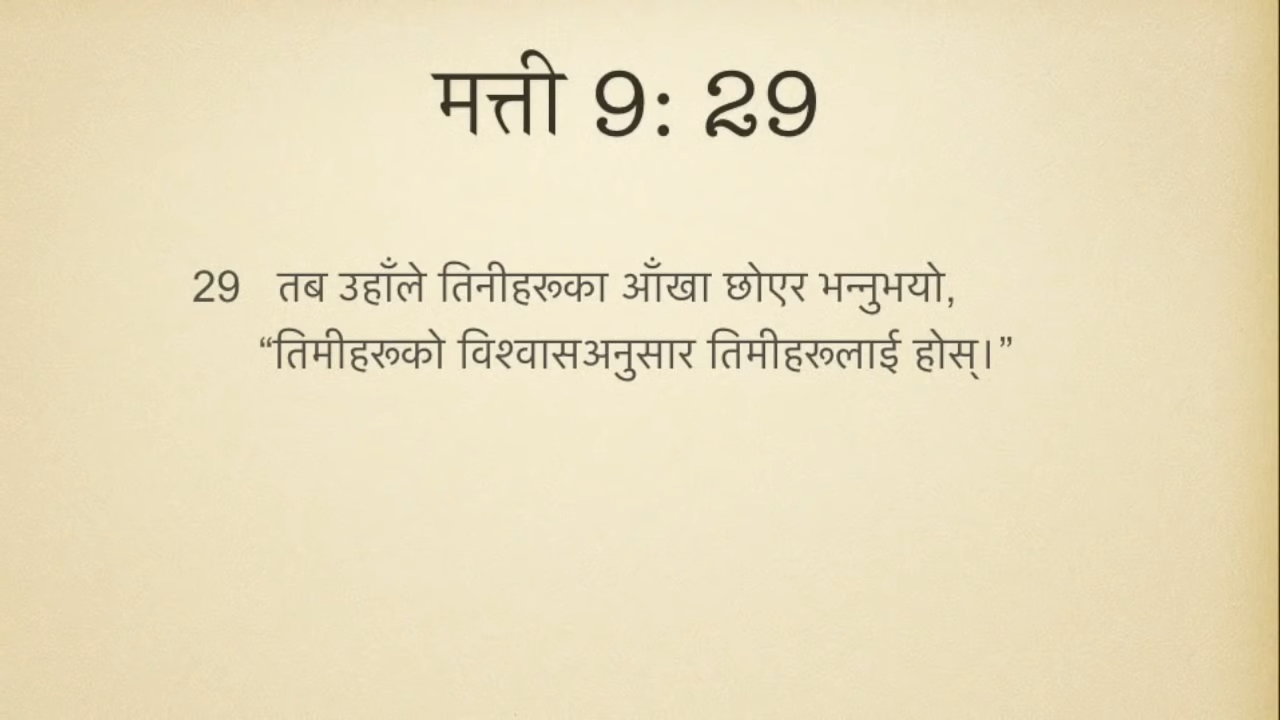 मत्ती 9: 29
29 तब उहाँले तिनीहरूका आँखा छोएर भन्नुभयो,
“तिमीहरूको विश्वासअनुसार तिमीहरूलाई होस्।”